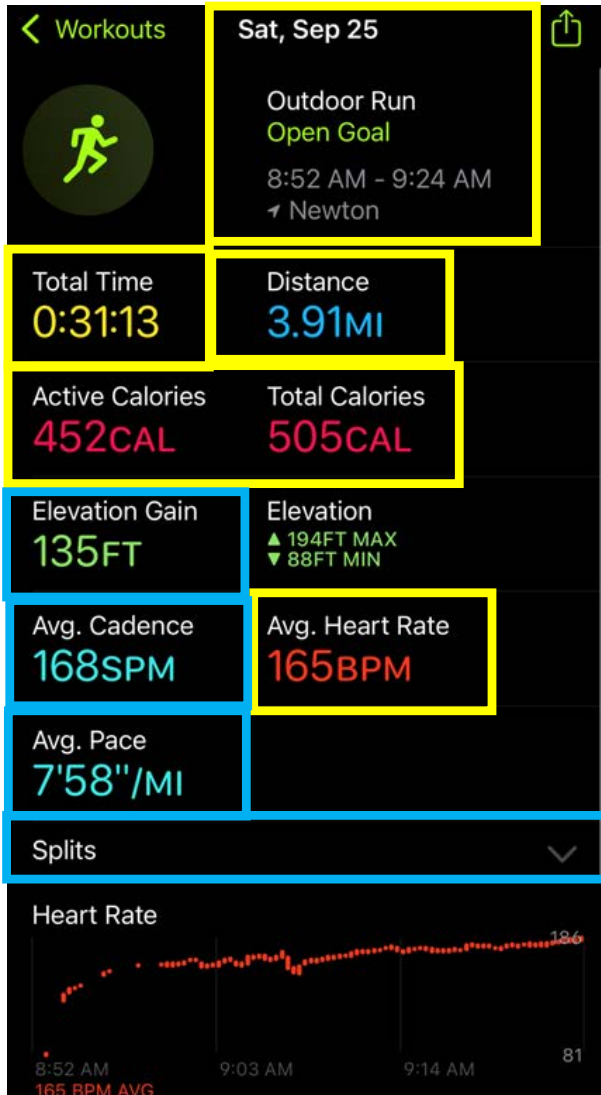 Workouts
Sat, Sep 25
Outdoor Run
Open Goal
8:52 AM - 9:24 AM
Newton
Total Time
Distance
0:31:13
3.91MI
Active Calories
Total Calories
452CAL
505CAL
Elevation Gain
Elevation
135FT
▲ 194FT MAX
▼ 88FT MIN
Avg. Cadence
Avg. Heart Rate
168SPM
165BPM
Avg. Pace
7'58"/MI
Splits
Heart Rate
186
81
8:52 AM
9:03 AM
9:14 AM
165 BPM AVG